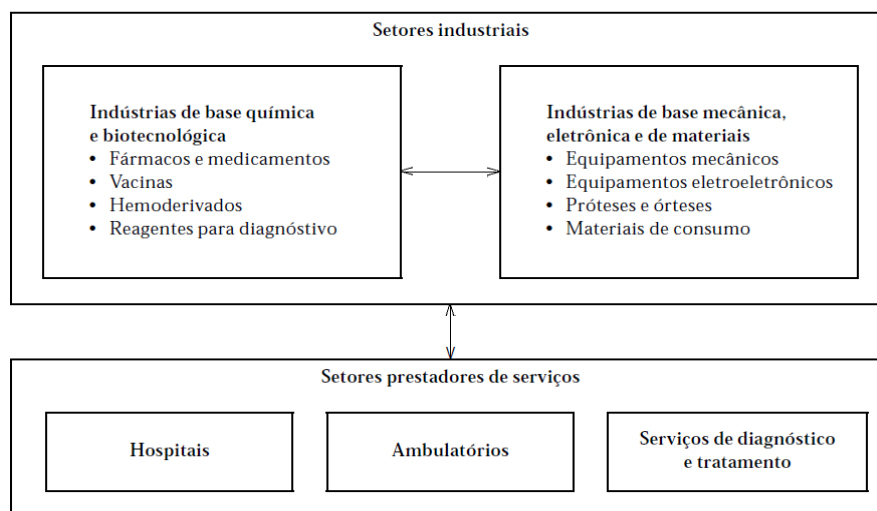 Setores industriais
Indústrias de base química
e biotecnológica
• Fármacos e medicamentos
• Vacinas
• Hemoderivados
• Reagentes para diagnóstivo
Indústrias de base mecânica,
eletrônica e de materiais
• Equipamentos mecânicos
• Equipamentos eletroeletrônicos
• Próteses e órteses
• Materiais de consumo
Setores prestadores de serviços
Hospitais
Ambulatórios
Serviços de diagnóstico
e tratamento